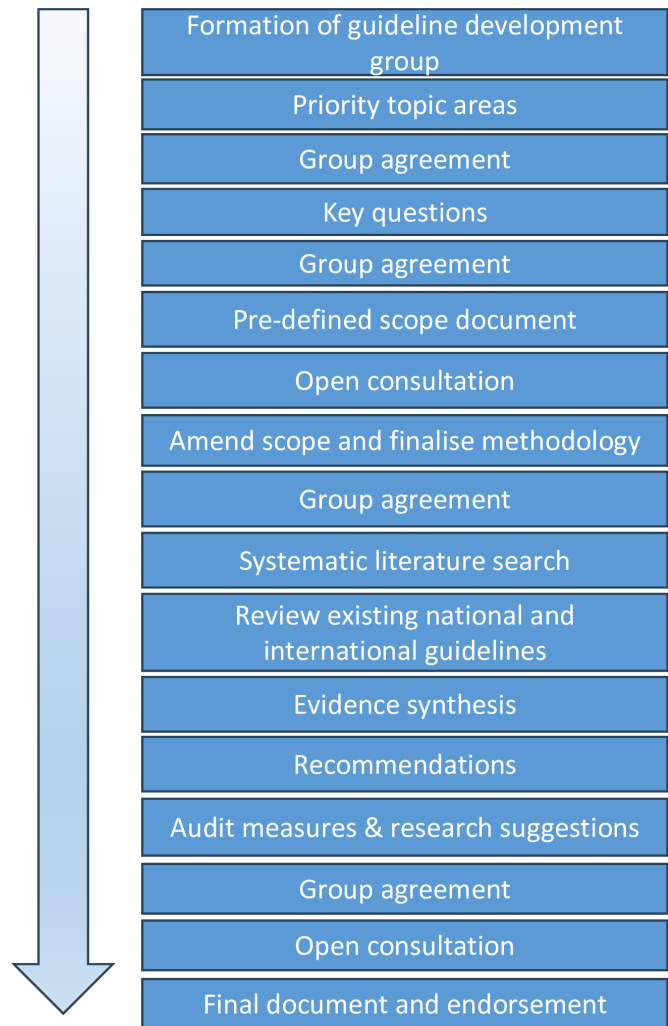 Formation of guideline development
group
Priority topic areas
Group agreement
Key questions
Group agreement
Pre-defined scope document
Open consultation
Amend scope and finalise methodology
Group agreement
Systematic literature search
Review existing national and
international guidelines
Evidence synthesis
Recommendations
Audit measures & research suggestions
Group agreement
Open consultation
Final document and endorsement